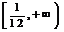 [1/12, +∞)